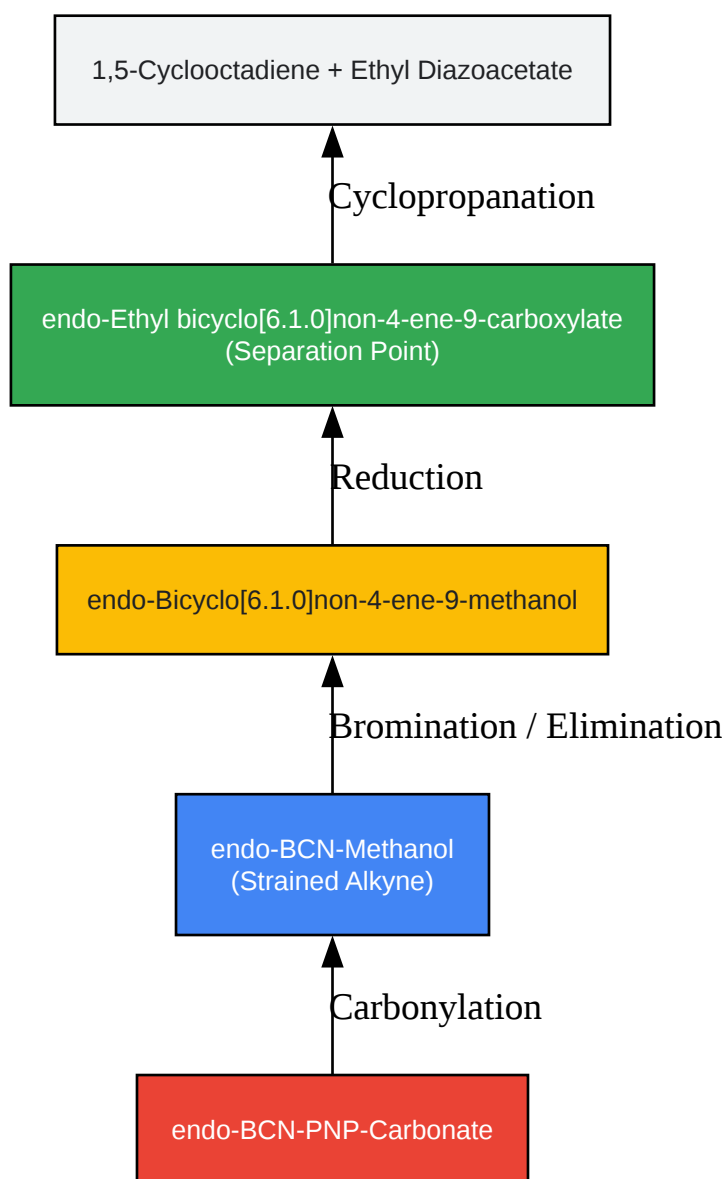 1,5-Cyclooctadiene + Ethyl Diazoacetate
Cyclopropanation
endo-Ethyl bicyclo[6.1.0]non-4-ene-9-carboxylate
(Separation Point)
Reduction
endo-Bicyclo[6.1.0]non-4-ene-9-methanol
Bromination / Elimination
endo-BCN-Methanol
(Strained Alkyne)
Carbonylation
endo-BCN-PNP-Carbonate